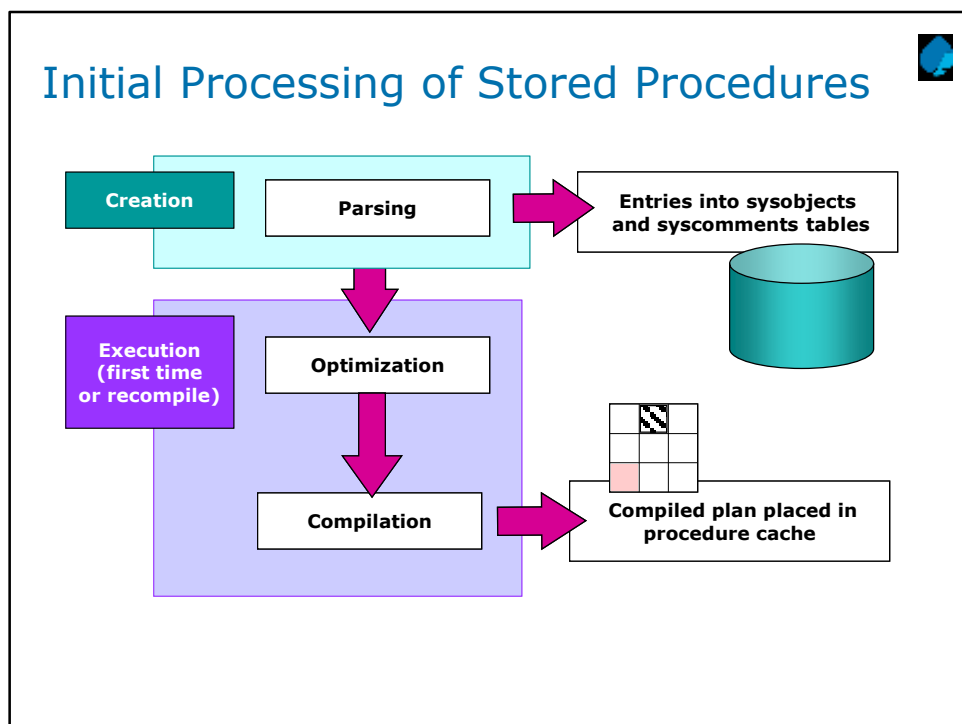 Initial Processing of Stored Procedures
Creation
Parsing
Entries into sysobjects
and syscomments tables
Execution
(first time
or recompile)
Optimization
Compilation
Compiled plan placed in
procedure cache